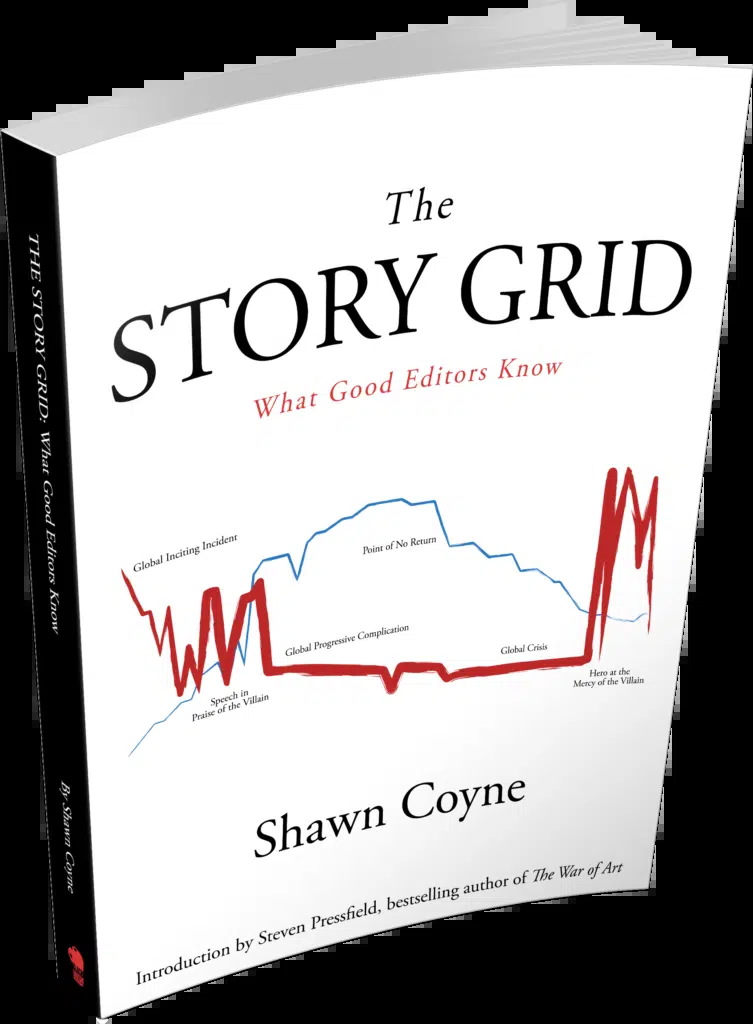 The
STORY GRID
What Good Editors Know
Global Inciting Incident
Point of No Return
Global Progressive Complication
Global Crisis
Speech in
Praise of the Villain
Hero at the
Mercy of the Villain
Shawn Coyne
Introduction by Steven Pressfield, bestselling author of The War of Art
THE STORY GRID: What Good Editors Know
By Shawn Coyne